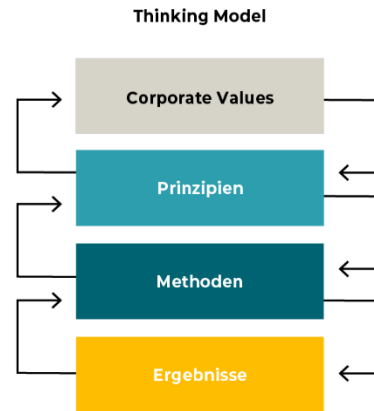 Thinking Model
Corporate Values
Prinzipien
Methoden
Ergebnisse